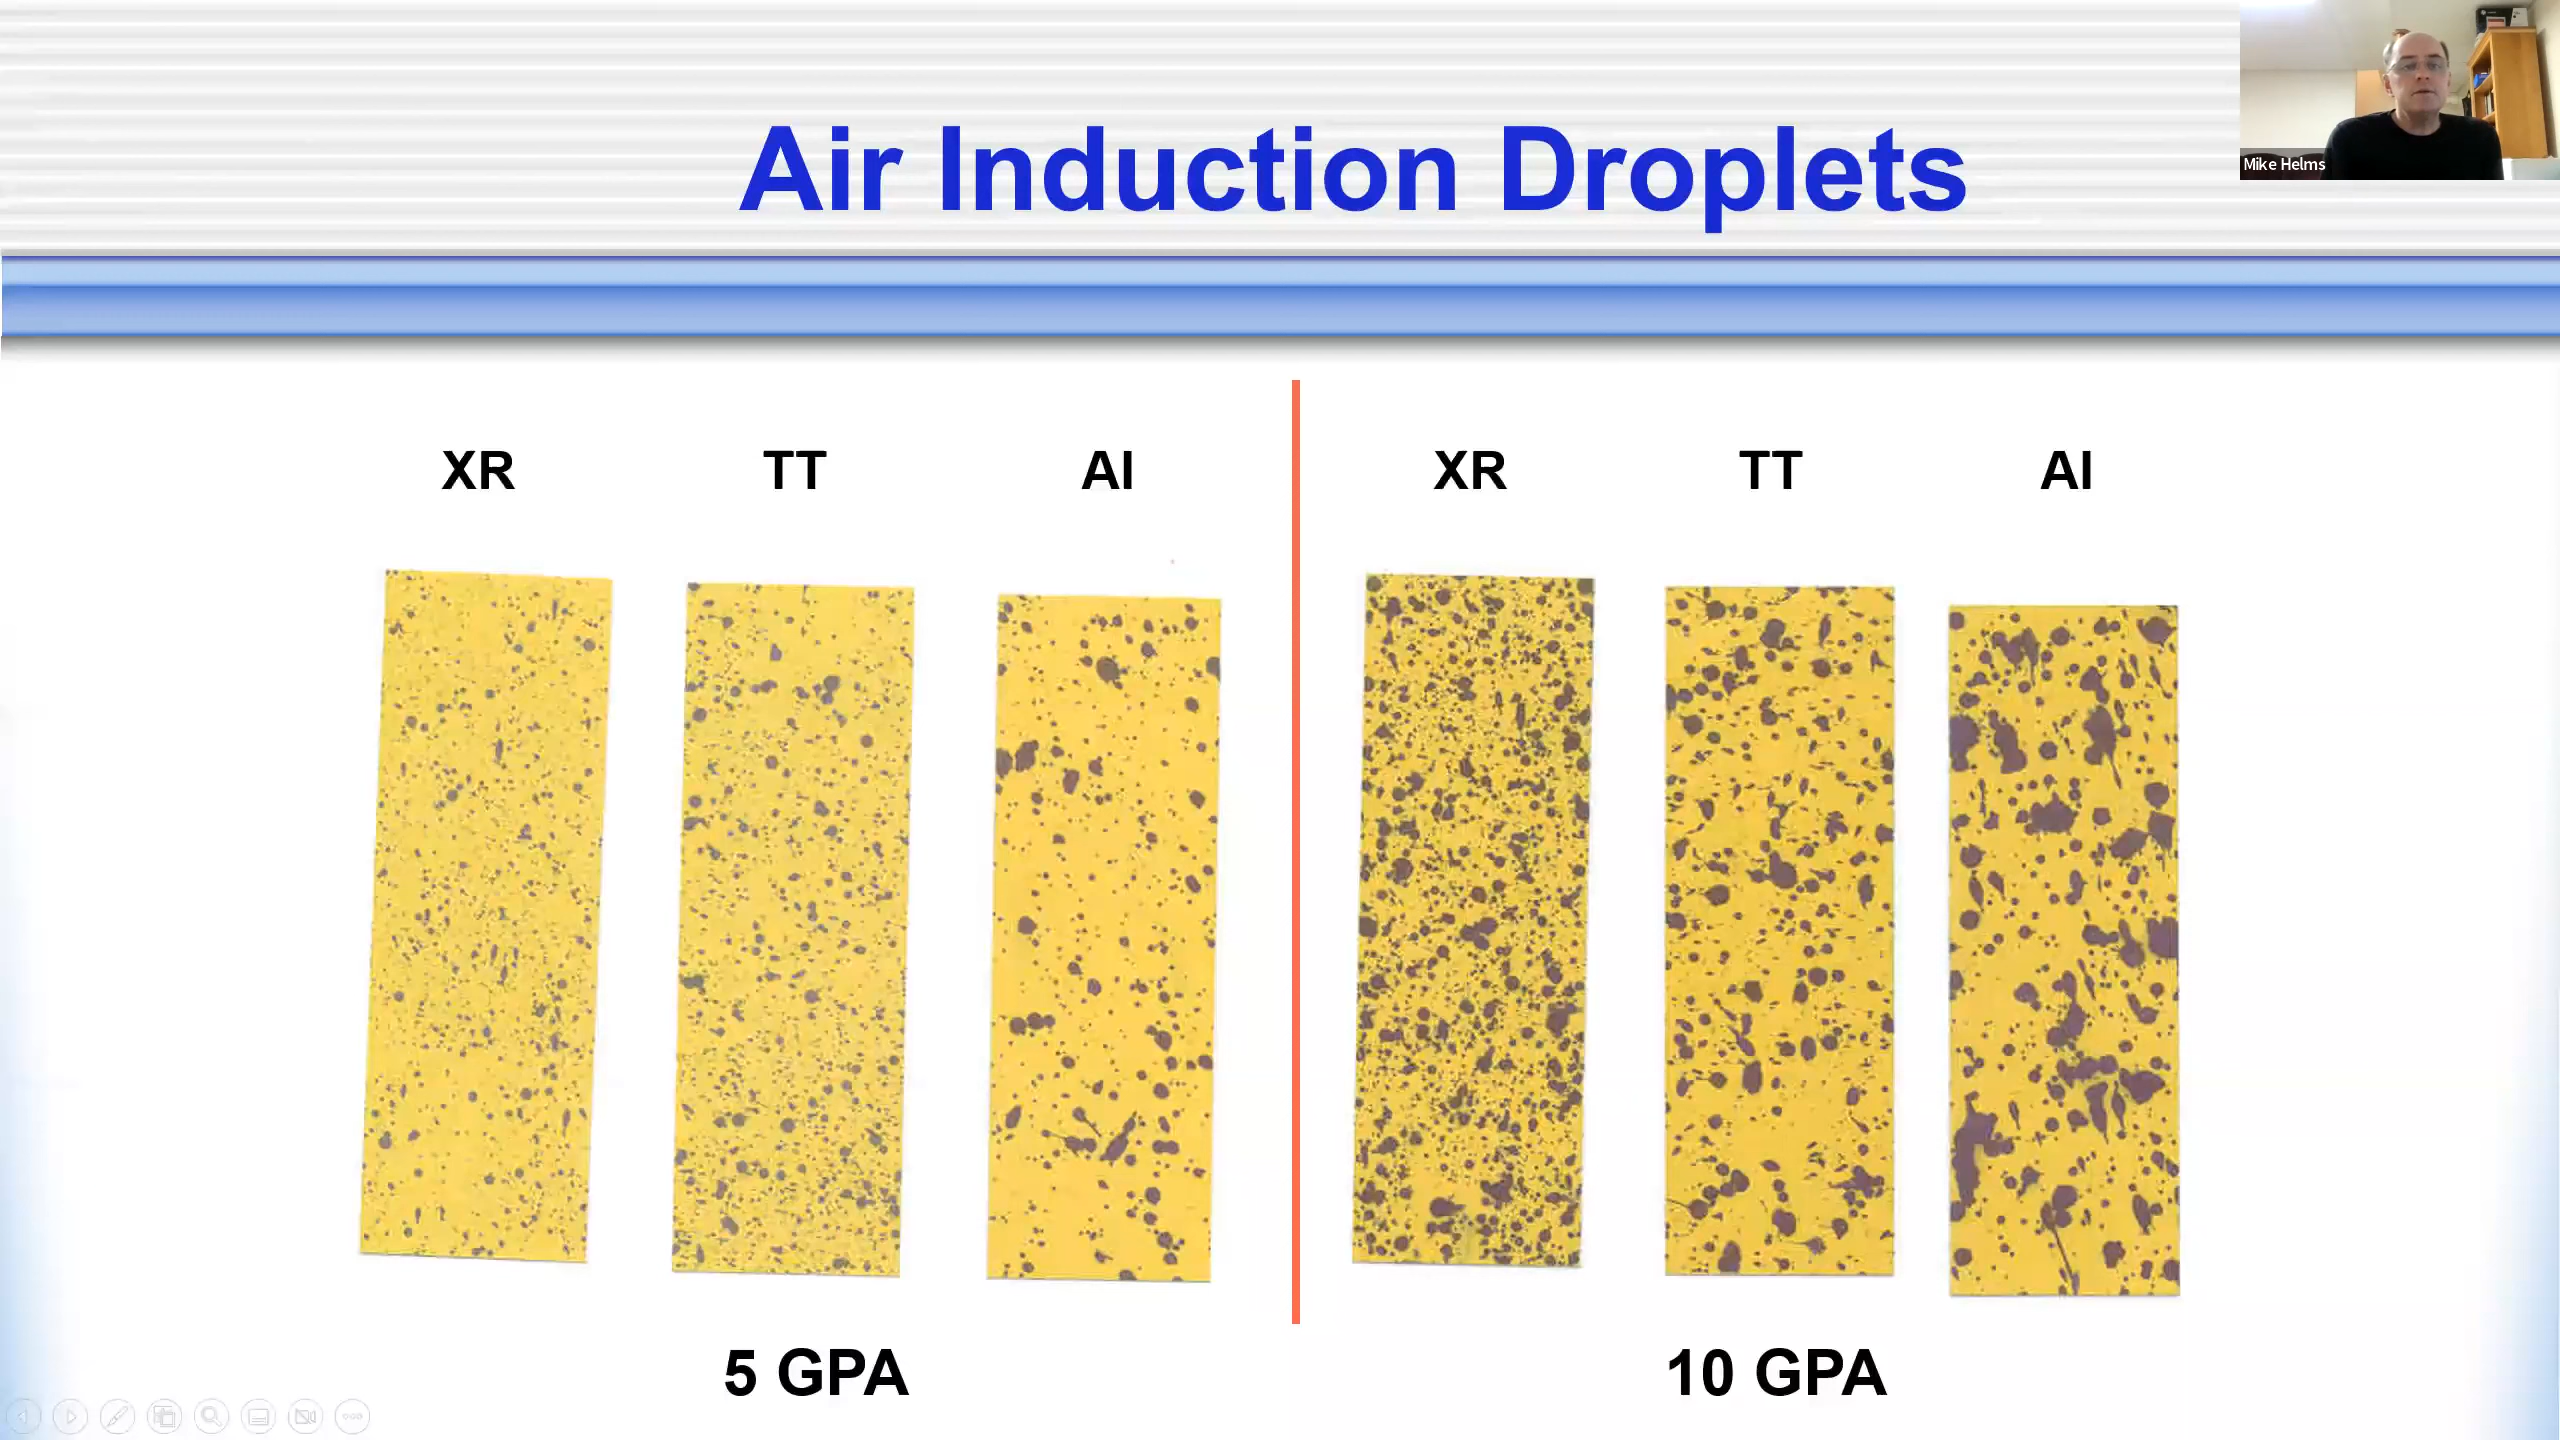 Air Induction Droplets
Mike Helms
XR TT AI XR TT AI
5 GPA 10 GPA